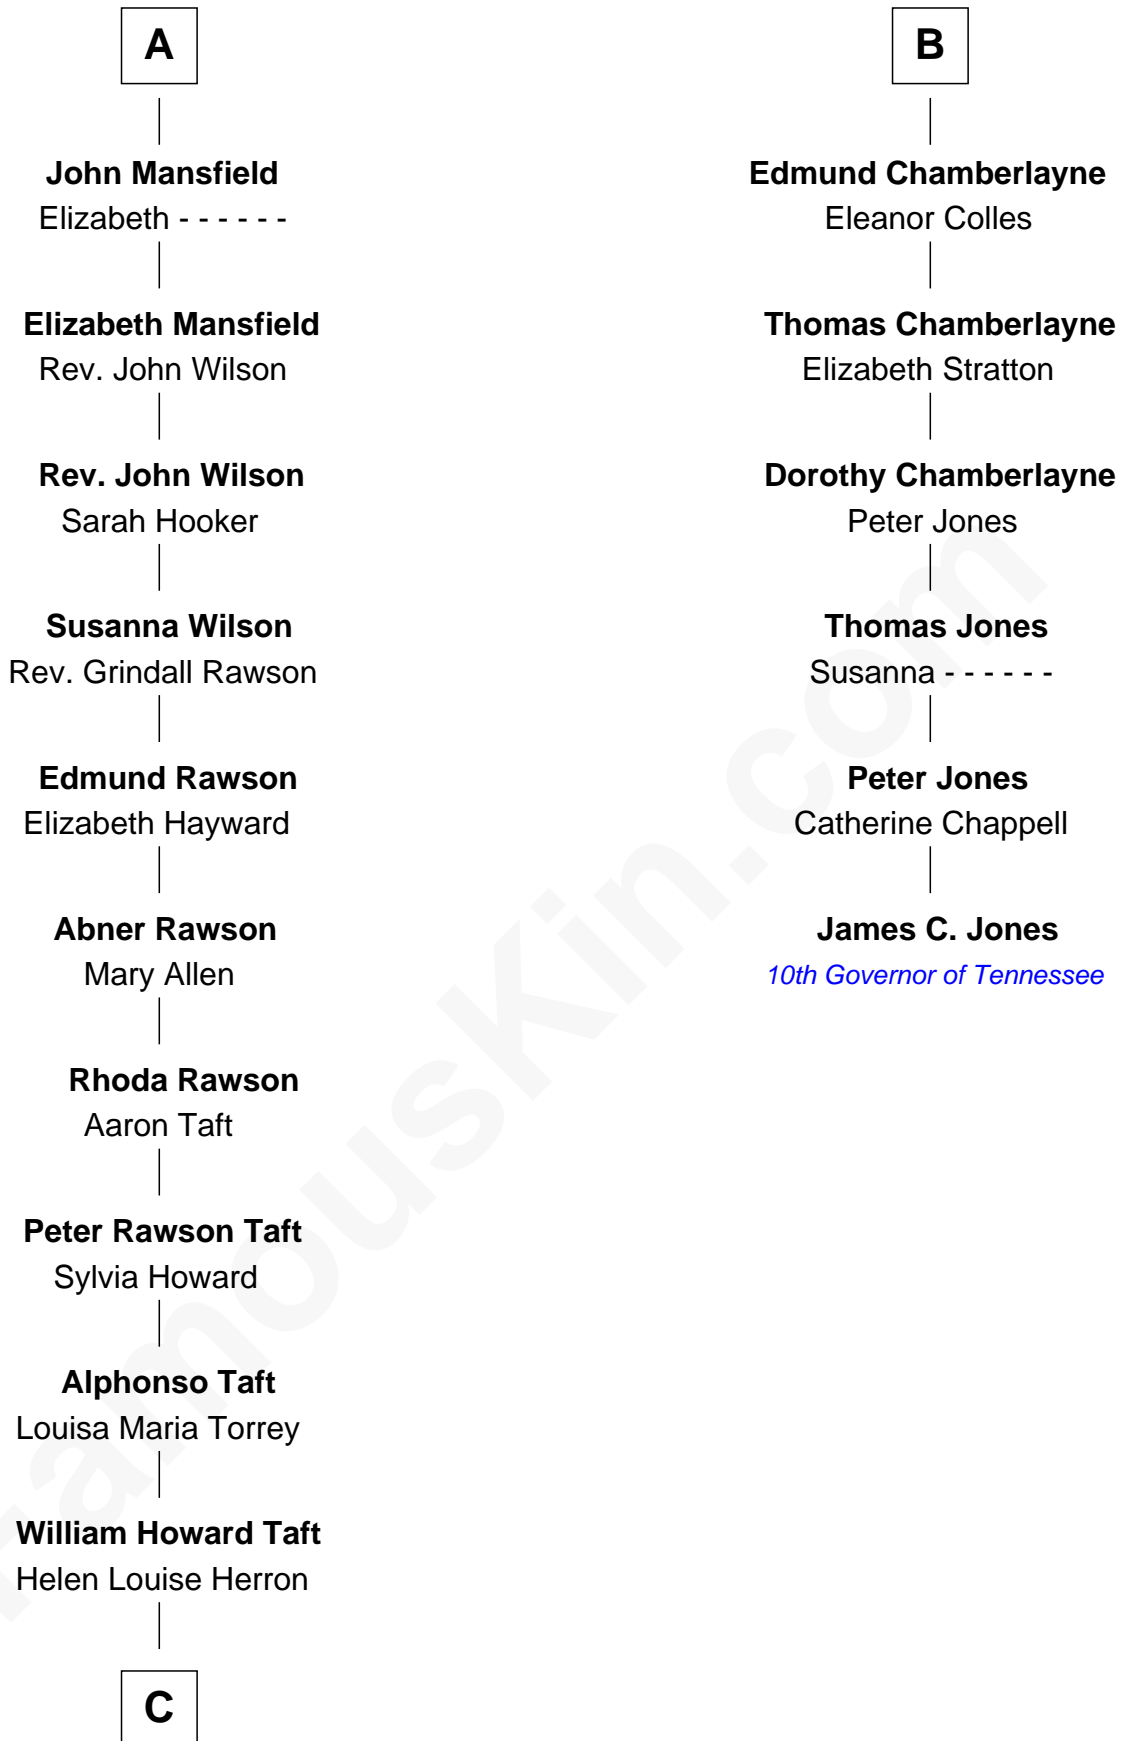 A
John Mansfield
Elizabeth - - - - - -
Elizabeth Mansfield
Rev. John Wilson
Rev. John Wilson
Sarah Hooker
Susanna Wilson
Rev. Grindall Rawson
Edmund Rawson
Elizabeth Hayward
Abner Rawson
Mary Allen
Rhoda Rawson
Aaron Taft
Peter Rawson Taft
Sylvia Howard
Alphonso Taft
Louisa Maria Torrey
William Howard Taft
Helen Louise Herron
C
B
Edmund Chamberlayne
Eleanor Colles
Thomas Chamberlayne
Elizabeth Stratton
Dorothy Chamberlayne
Peter Jones
Thomas Jones
Susanna - - - - - -
Peter Jones
Catherine Chappell
James C. Jones
10th Governor of Tennessee
FamousKin.com